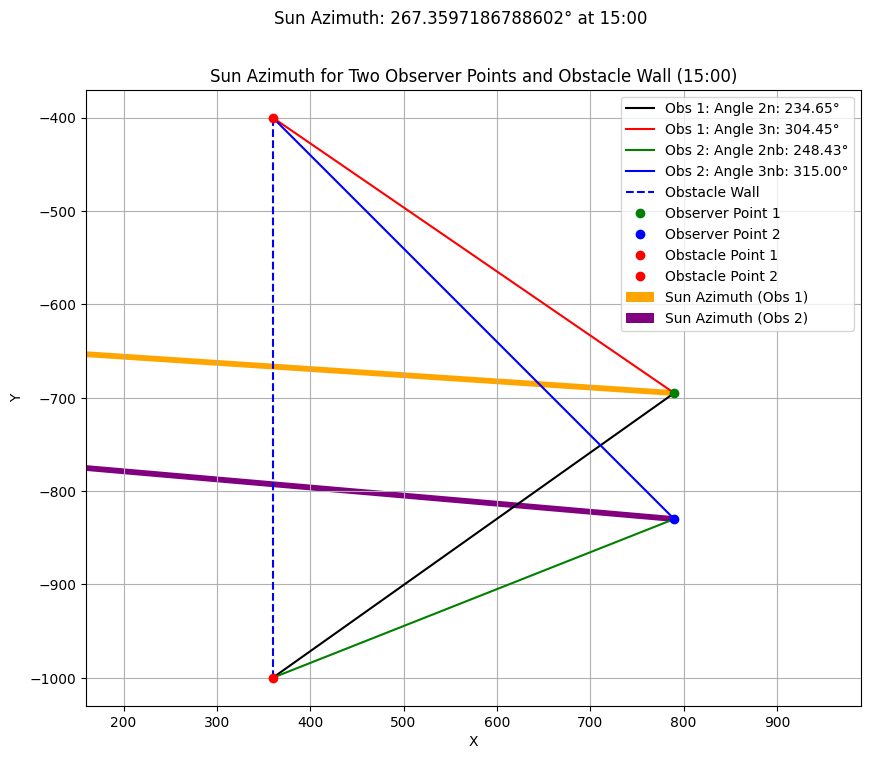 Sun Azimuth: 267.3597186788602° at 15:00
Sun Azimuth for Two Observer Points and Obstacle Wall (15:00)
Obs 1: Angle 2n: 234.65°
Obs 1: Angle 3n: 304.45°
Obs 2: Angle 2nb: 248.43°
Obs 2: Angle 3nb: 315.00°
Obstacle Wall
Observer Point 1
Observer Point 2
Obstacle Point 1
Obstacle Point 2
Sun Azimuth (Obs 1)
Sun Azimuth (Obs 2)
Y
−400
−500
−600
−700
−800
−900
−1000
200 300 400 500 600 700 800 900
X